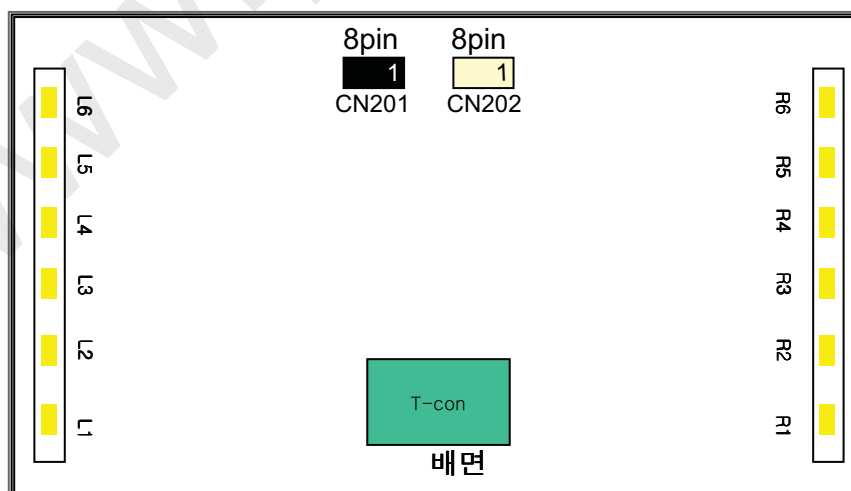 8pin 8pin
1 1
CN201 CN202
L6
L5
L4
L3
L2
L1
R6
R5
R4
R3
R2
R1
T-con
배면